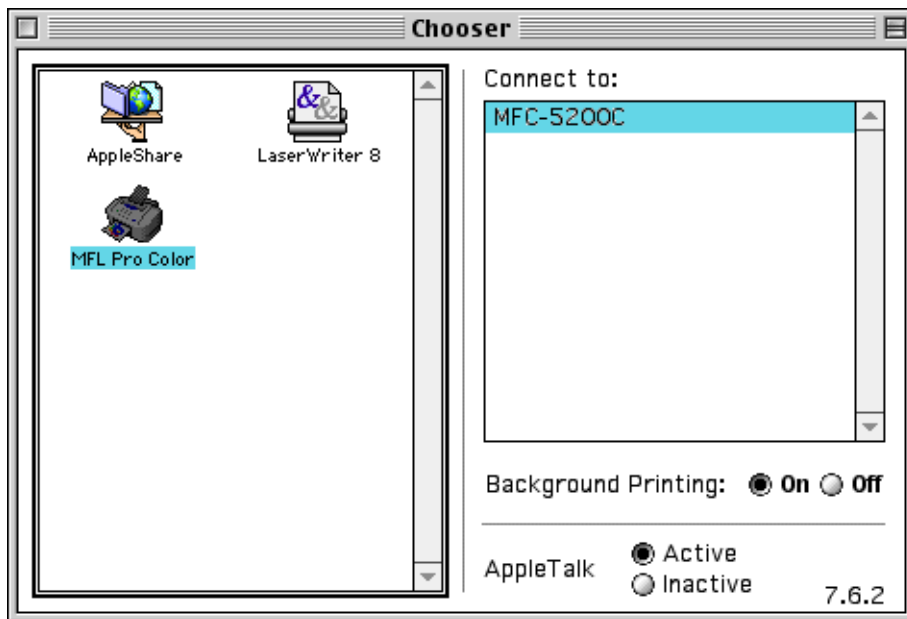 Chooser
AppleShare
LaserWriter 8
MFL Pro Color
Connect to:
MFC-5200C
Background Printing: On Off
AppleTalk
Active
Inactive
7.6.2